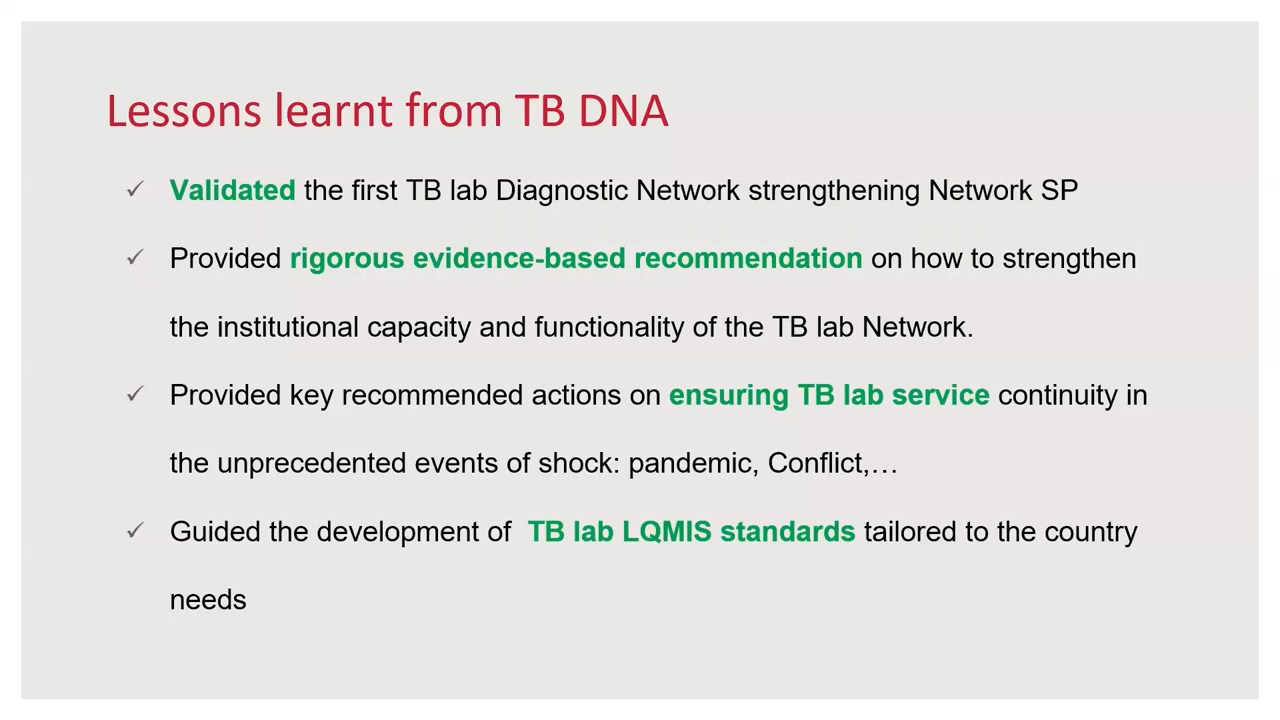 Lessons learnt from TB DNA
✓ Validated the first TB lab Diagnostic Network strengthening Network SP
✓ Provided rigorous evidence-based recommendation on how to strengthen
the institutional capacity and functionality of the TB lab Network.
✓ Provided key recommended actions on ensuring TB lab service continuity in
the unprecedented events of shock: pandemic, Conflict,…
✓ Guided the development of TB lab LQMIS standards tailored to the country
needs